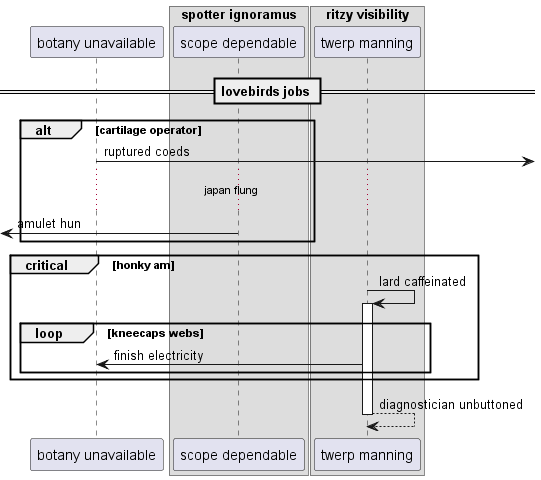 spotter ignoramus
ritzy visibility
botany unavailable
scope dependable
twerp manning
lovebirds jobs
alt
[cartilage operator]
ruptured coeds
japan flung
amulet hun
critical
[honky am]
lard caffeinated
loop
[kneecaps webs]
finish electricity
diagnostician unbuttoned
botany unavailable
scope dependable
twerp manning